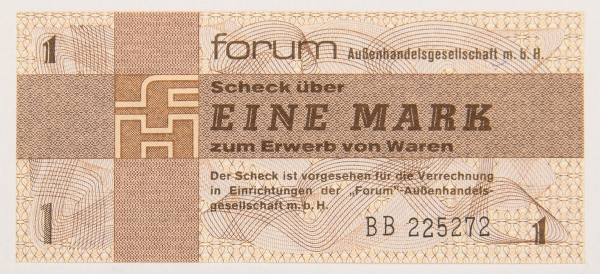 1
forum Außenhandelsgesellschaft m. b. H.
Scheck über
EINE MARK
zum Erwerb von Waren
Der Scheck ist vorgesehen für die Verrechnung
in Einrichtungen der „Forum"-Außenhandels-
gesellschaft m. b. H.
1
BB 225272
1